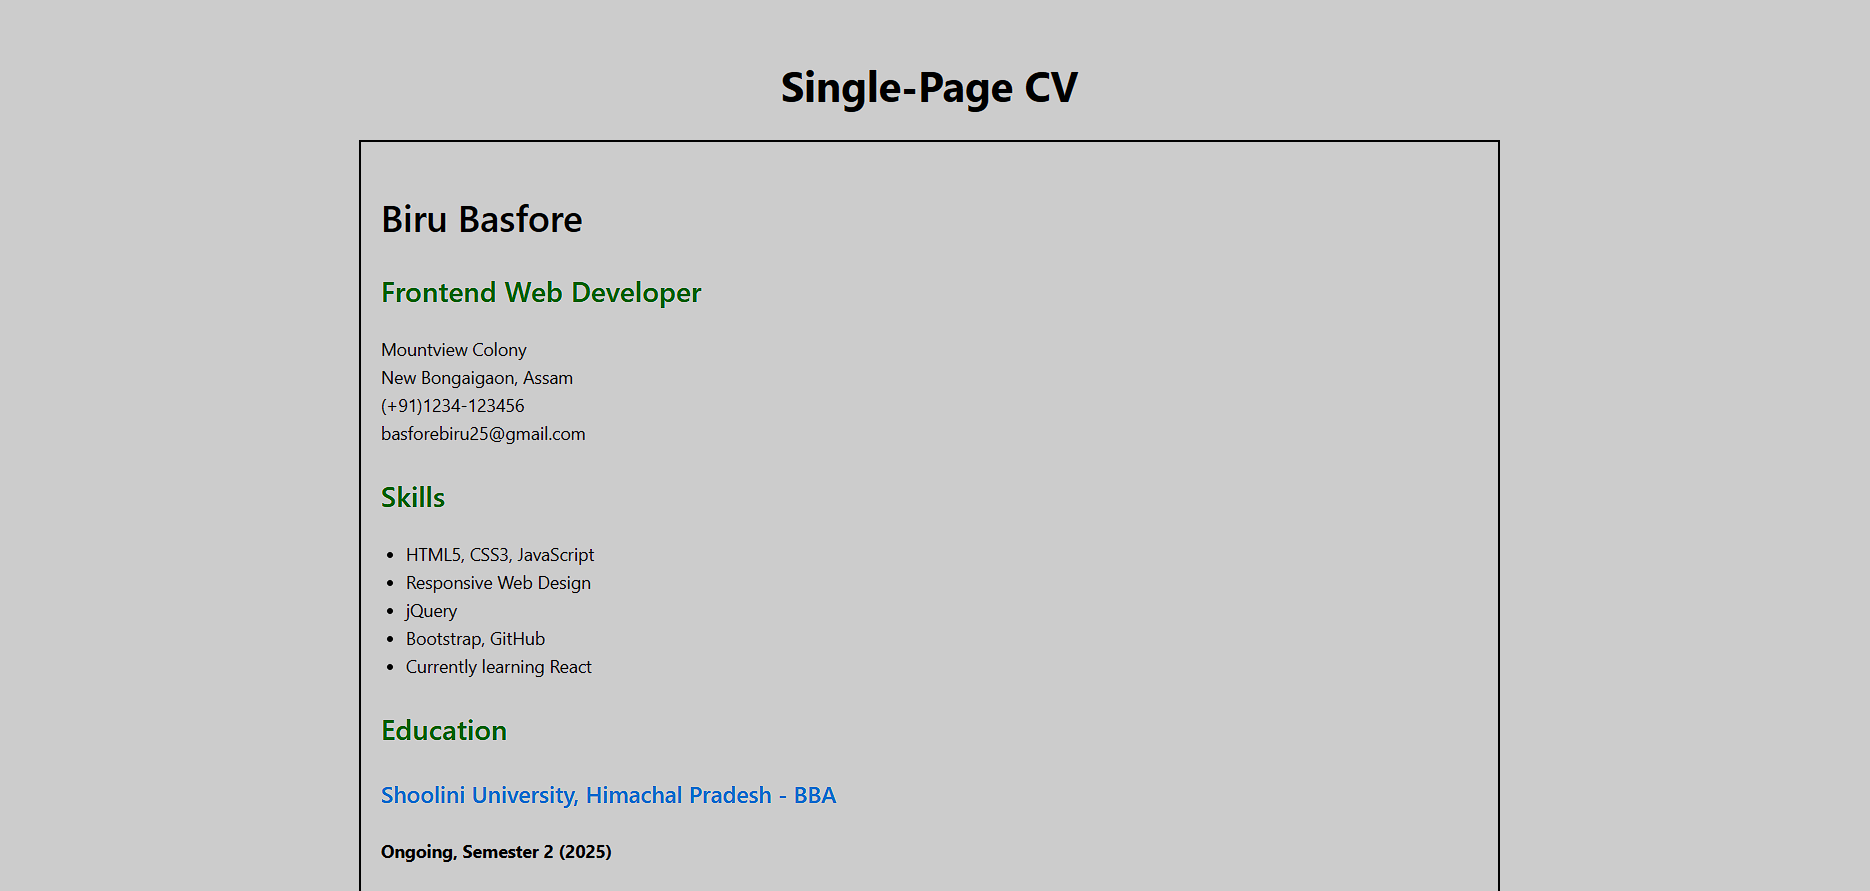 Single-Page CV
Biru Basfore
Frontend Web Developer
Mountview Colony
New Bongaigaon, Assam
(+91)1234-123456
basforebiru25@gmail.com
Skills
• HTML5, CSS3, JavaScript
• Responsive Web Design
• jQuery
• Bootstrap, GitHub
• Currently learning React
Education
Shoolini University, Himachal Pradesh - BBA
Ongoing, Semester 2 (2025)